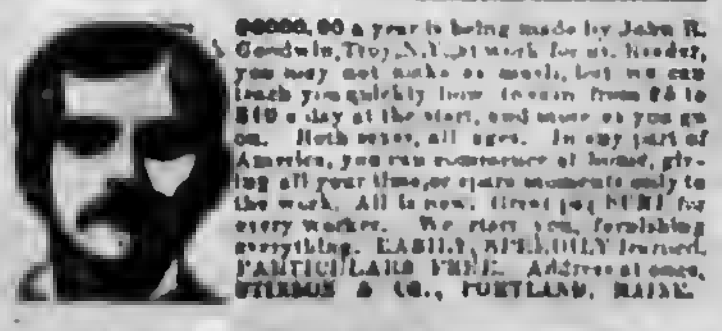 $6000.00 a year is being made by John R.
Goodwin, Troy, N.Y., at work for us. Reader,
you may not make as much, but we can
teach you quickly how to earn from $5 to
$10 a day at the start, and more as you go
on. Both sexes, all ages. In any part of
America, you can commence at home, giv-
ing all your time, or spare moments only to
the work. All is new. Great pay SURE for
every worker. We start you, furnishing
everything. EASILY, SPEEDILY learned.
PARTICULARS FREE. Address at once,
STINSON & CO., PORTLAND, MAINE.